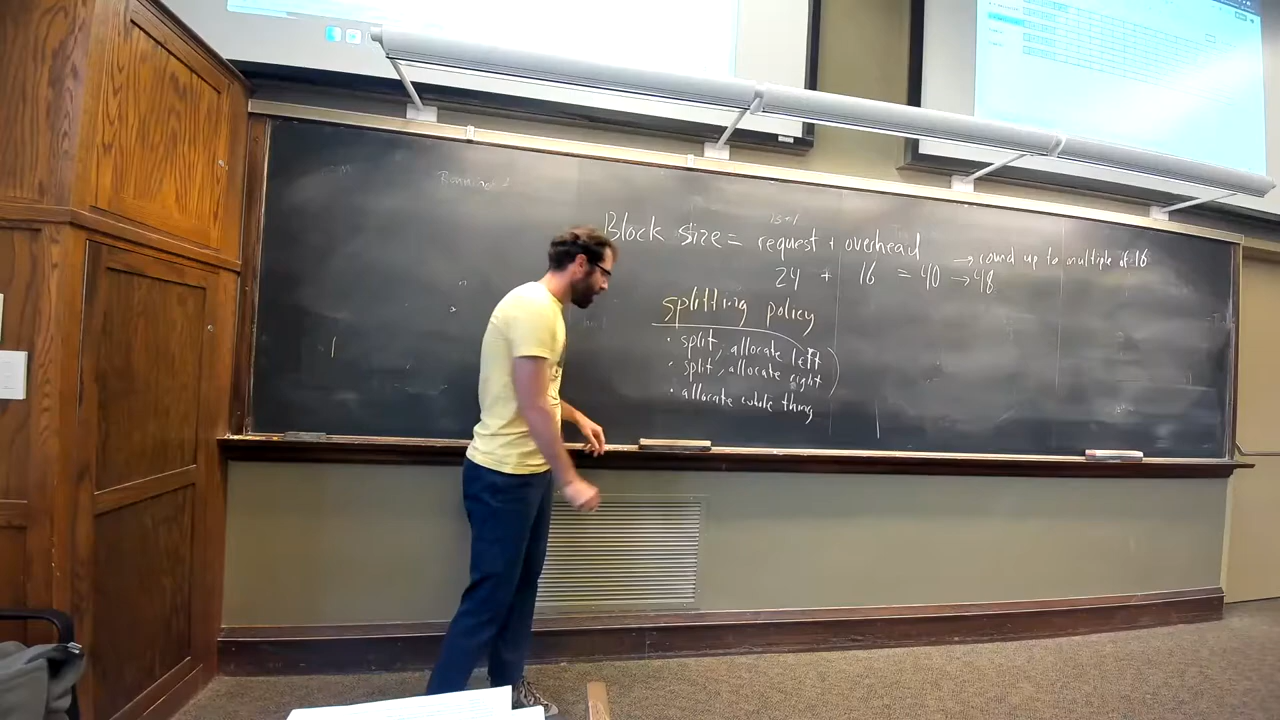 Block size = request + overhead → round up to multiple of 16
24 + 16 = 40 → 48
splitting policy
· split, allocate left
· split, allocate right
· allocate whole thing